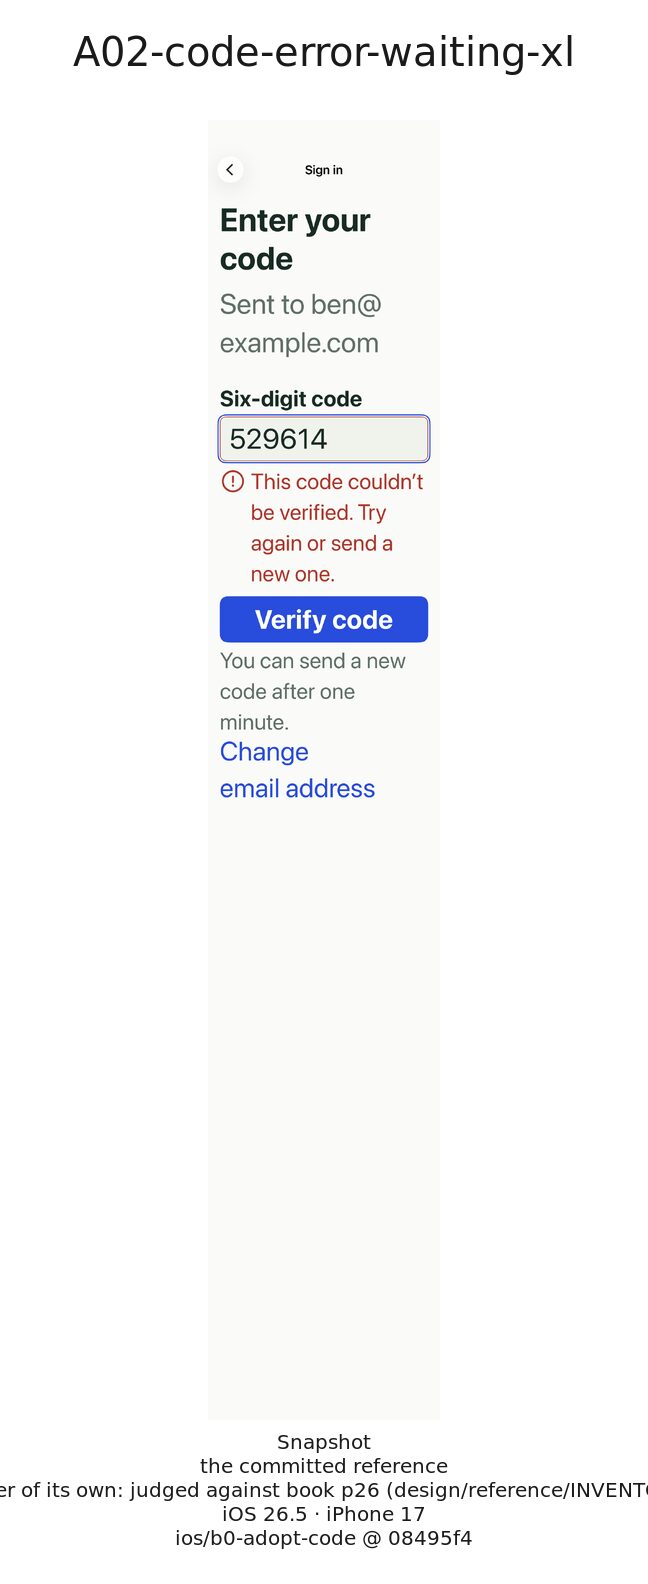 A02-code-error-waiting-xl
Sign in
Enter your
code
Sent to ben@
example.com
Six-digit code
529614
This code couldn’t
be verified. Try
again or send a
new one.
Verify code
You can send a new
code after one
minute.
Change
email address
Snapshot
the committed reference
of its own: judged against book p26 (design/reference/
iOS 26.5 · iPhone 17
ios/b0-adopt-code @ 08495f4